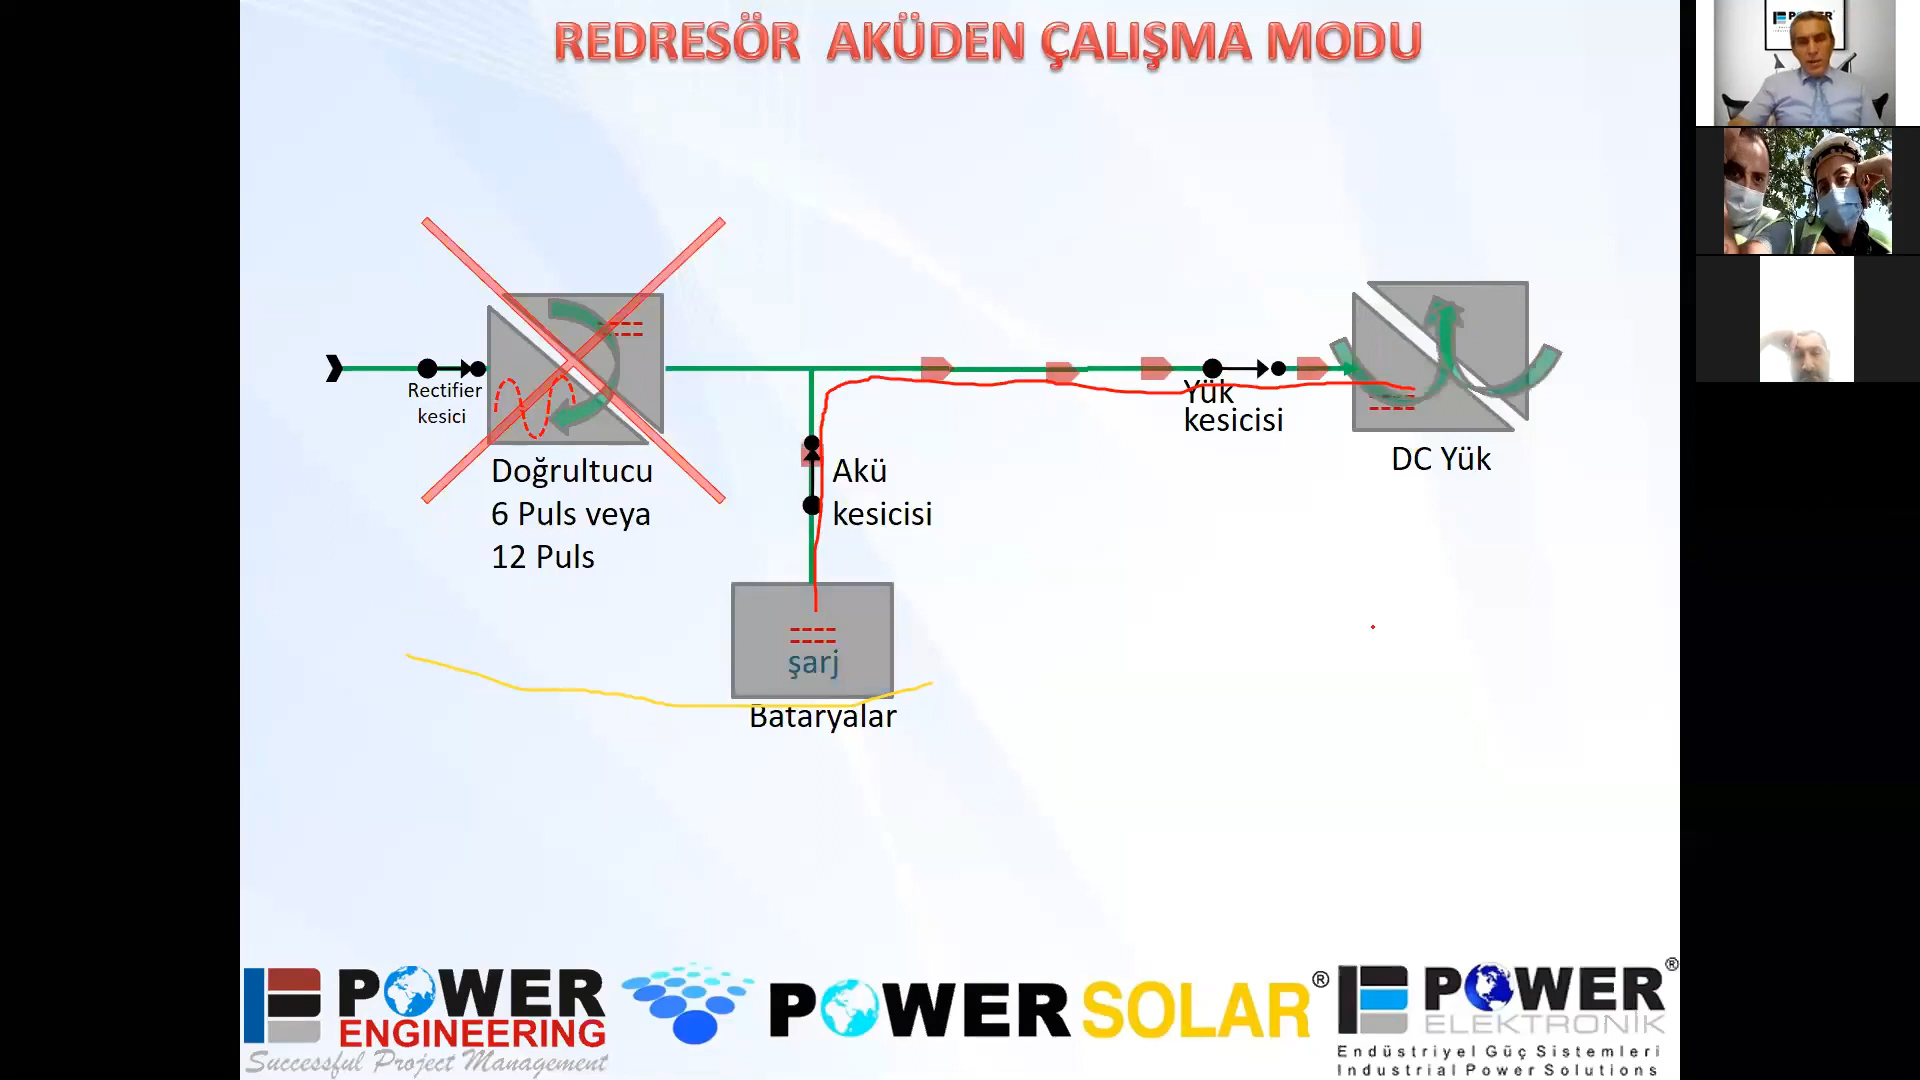 REDRESÖR AKÜDEN ÇALIŞMA MODU
POWER
Rectifier
kesici
Yük
kesicisi
DC Yük
Doğrultucu
6 Puls veya
12 Puls
Akü
kesicisi
şarj
Bataryalar
POWER
ENGINEERING
Successful Project Management
POWER SOLAR®
POWER®
ELEKTRONİK
Endüstriyel Güç Sistemleri
Industrial Power Solutions